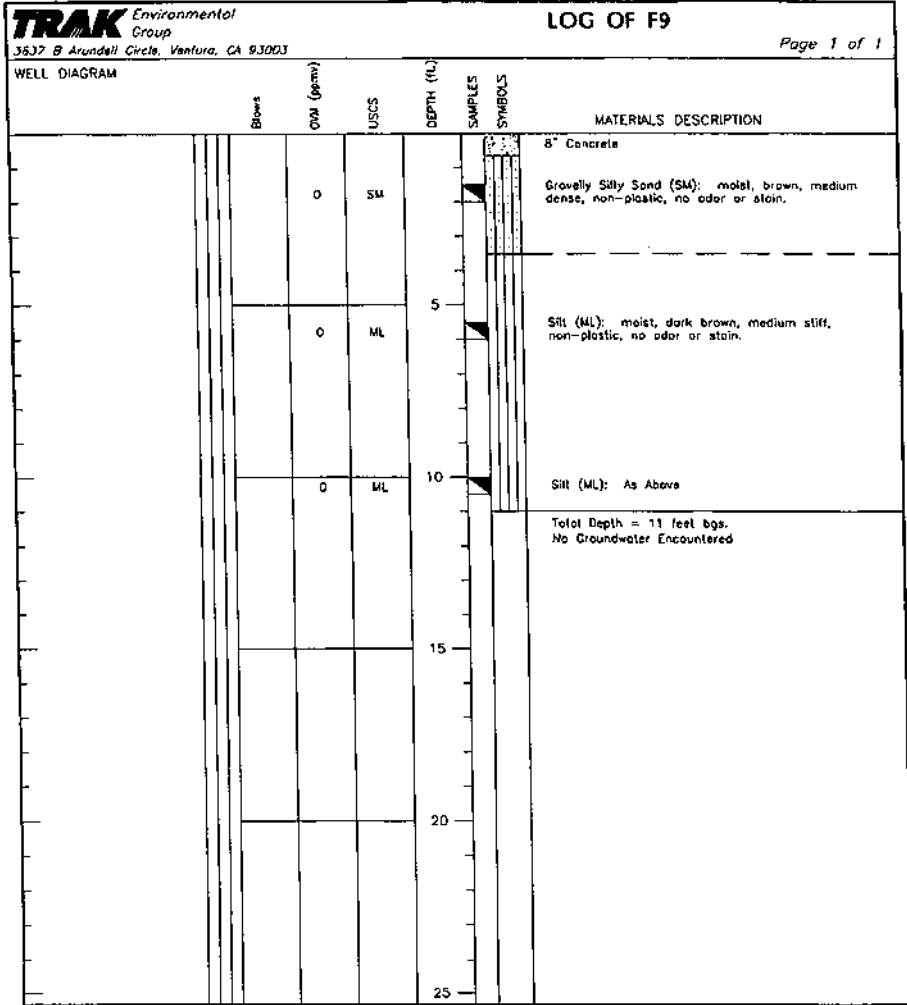 TRAK Environmental Group
3637 B Arundell Circle, Ventura, CA 93003
LOG OF F9
Page 1 of 1
WELL DIAGRAM
Blows
OVM (ppmv)
USCS
DEPTH (ft.)
SAMPLES
SYMBOLS
MATERIALS DESCRIPTION
8" Concrete
0 SM
Gravelly Silty Sand (SM): moist, brown, medium
dense, non-plastic, no odor or stain.
5
0 ML
Silt (ML): moist, dark brown, medium stiff,
non-plastic, no odor or stain.
10
0 ML
Silt (ML): As Above
Total Depth = 11 feet bgs.
No Groundwater Encountered
15
20
25